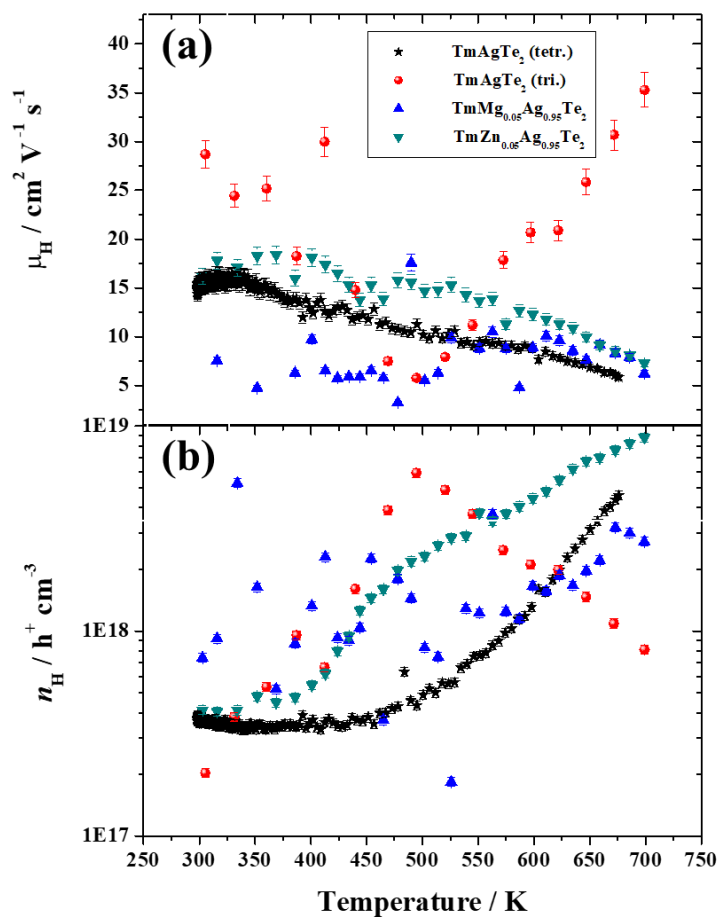 (a)
TmAgTe₂ (tetr.)
TmAgTe₂ (tri.)
TmMg₀.₀₅Ag₀.₉₅Te₂
TmZn₀.₀₅Ag₀.₉₅Te₂
40
35
30
25
20
15
10
5
μH / cm² V⁻¹ s⁻¹
(b)
1E19
1E18
1E17
nH / h⁺ cm⁻³
250 300 350 400 450 500 550 600 650 700 750
Temperature / K